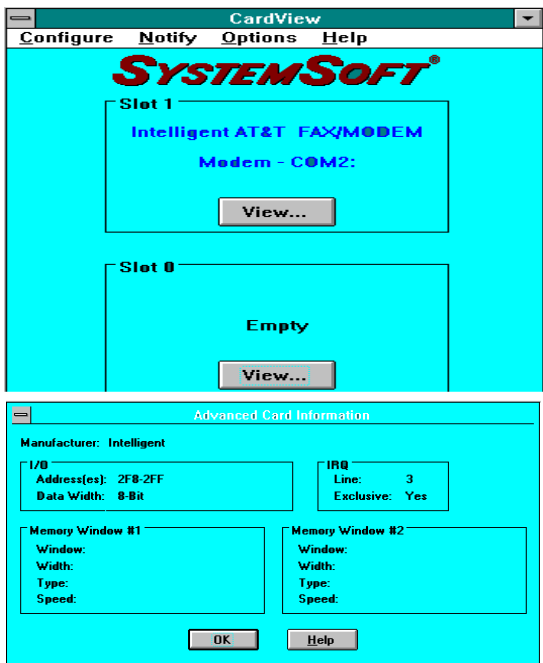 CardView
Configure Notify Options Help
SYSTEMSOFT®
Slot 1
Intelligent AT&T FAX/MODEM
Modem - COM2:
View...
Slot 0
Empty
View...
Advanced Card Information
Manufacturer: Intelligent
I/O
Address(es): 2F8-2FF
Data Width: 8-Bit
IRQ
Line: 3
Exclusive: Yes
Memory Window #1
Window:
Width:
Type:
Speed:
Memory Window #2
Window:
Width:
Type:
Speed:
OK Help